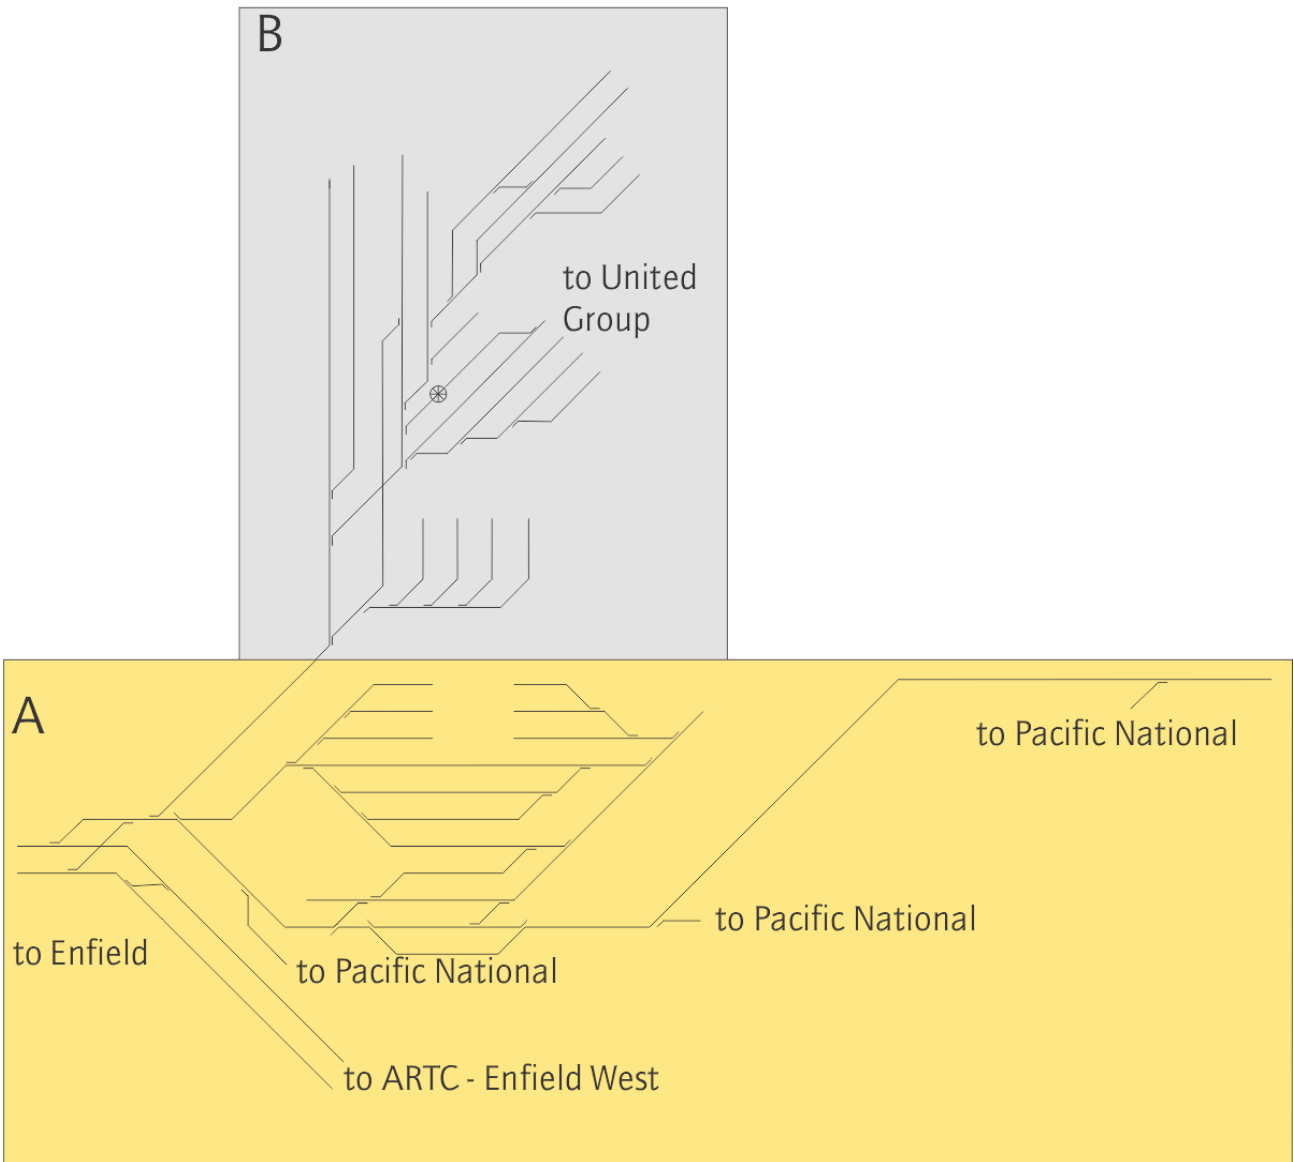 B
to United
Group
A
to Pacific National
to Pacific National
to Enfield
to Pacific National
to ARTC - Enfield West